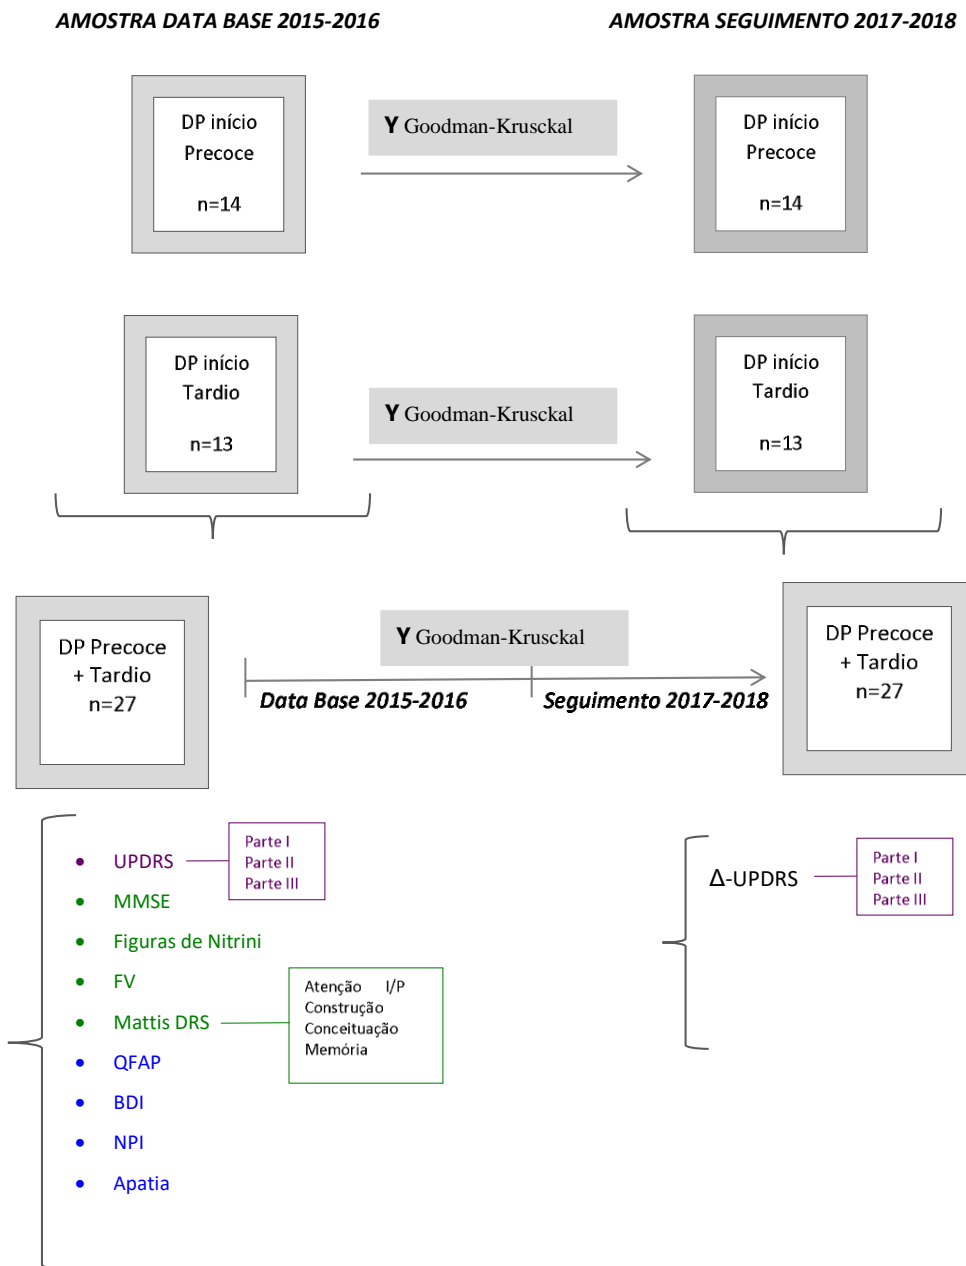 AMOSTRA DATA BASE 2015-2016
AMOSTRA SEGUIMENTO 2017-2018
DP início
Precoce
n=14
Y Goodman-Krusckal
DP início
Precoce
n=14
DP início
Tardio
n=13
Y Goodman-Krusckal
DP início
Tardio
n=13
DP Precoce
+ Tardio
n=27
Y Goodman-Krusckal
Data Base 2015-2016
Seguimento 2017-2018
DP Precoce
+ Tardio
n=27
• UPDRS
Parte I
Parte II
Parte III
• MMSE
• Figuras de Nitrini
• FV
• Mattis DRS
Atenção I/P
Construção
Conceituação
Memória
• QFAP
• BDI
• NPI
• Apatia
Δ-UPDRS
Parte I
Parte II
Parte III